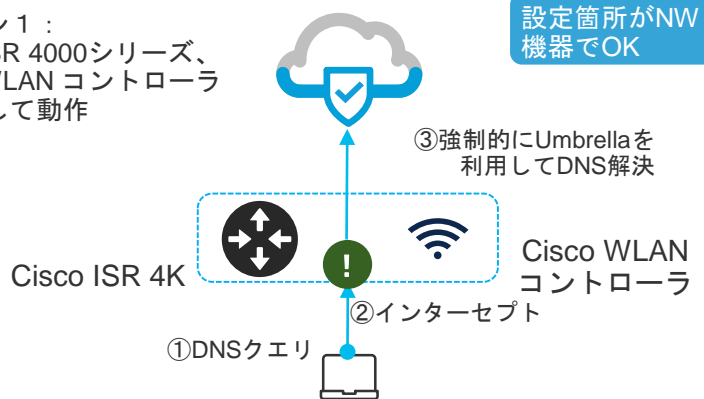 ン１：
SR 4000シリーズ、
WLAN コントローラ
して動作
設定箇所がNW
機器でOK
③強制的にUmbrellaを
利用してDNS解決
!
Cisco ISR 4K
Cisco WLAN
コントローラ
②インターセプト
①DNSクエリ